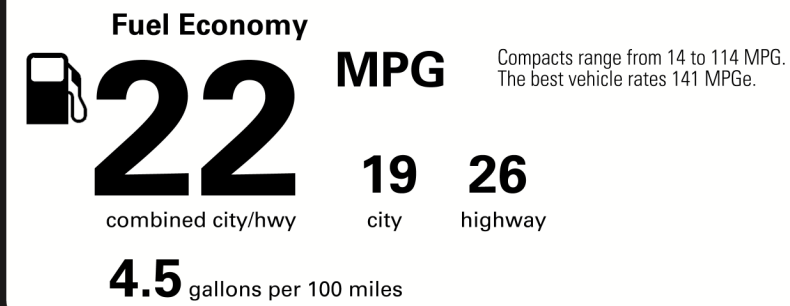 Fuel Economy
22 MPG
Compacts range from 14 to 114 MPG.
The best vehicle rates 141 MPGe.
19 26
combined city/hwy city highway
4.5 gallons per 100 miles